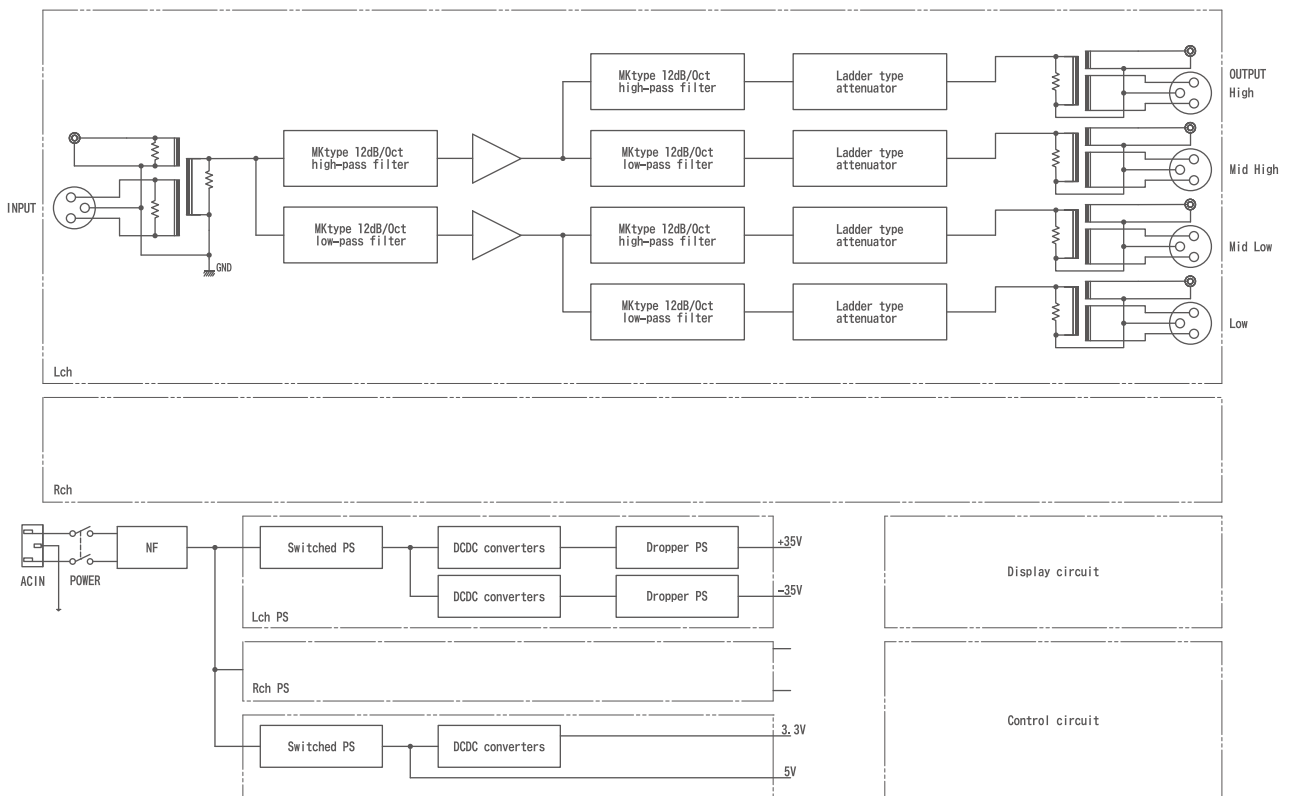 MKtype 12dB/Oct
high-pass filter
Ladder type
attenuator
OUTPUT
High
MKtype 12dB/Oct
high-pass filter
MKtype 12dB/Oct
low-pass filter
Ladder type
attenuator
Mid High
INPUT
MKtype 12dB/Oct
low-pass filter
MKtype 12dB/Oct
high-pass filter
Ladder type
attenuator
Mid Low
GND
MKtype 12dB/Oct
low-pass filter
Ladder type
attenuator
Low
Lch
Rch
ACIN
POWER
NF
Switched PS
DCDC converters
Dropper PS
+35V
DCDC converters
Dropper PS
-35V
Lch PS
Display circuit
Rch PS
Control circuit
Switched PS
DCDC converters
3.3V
5V